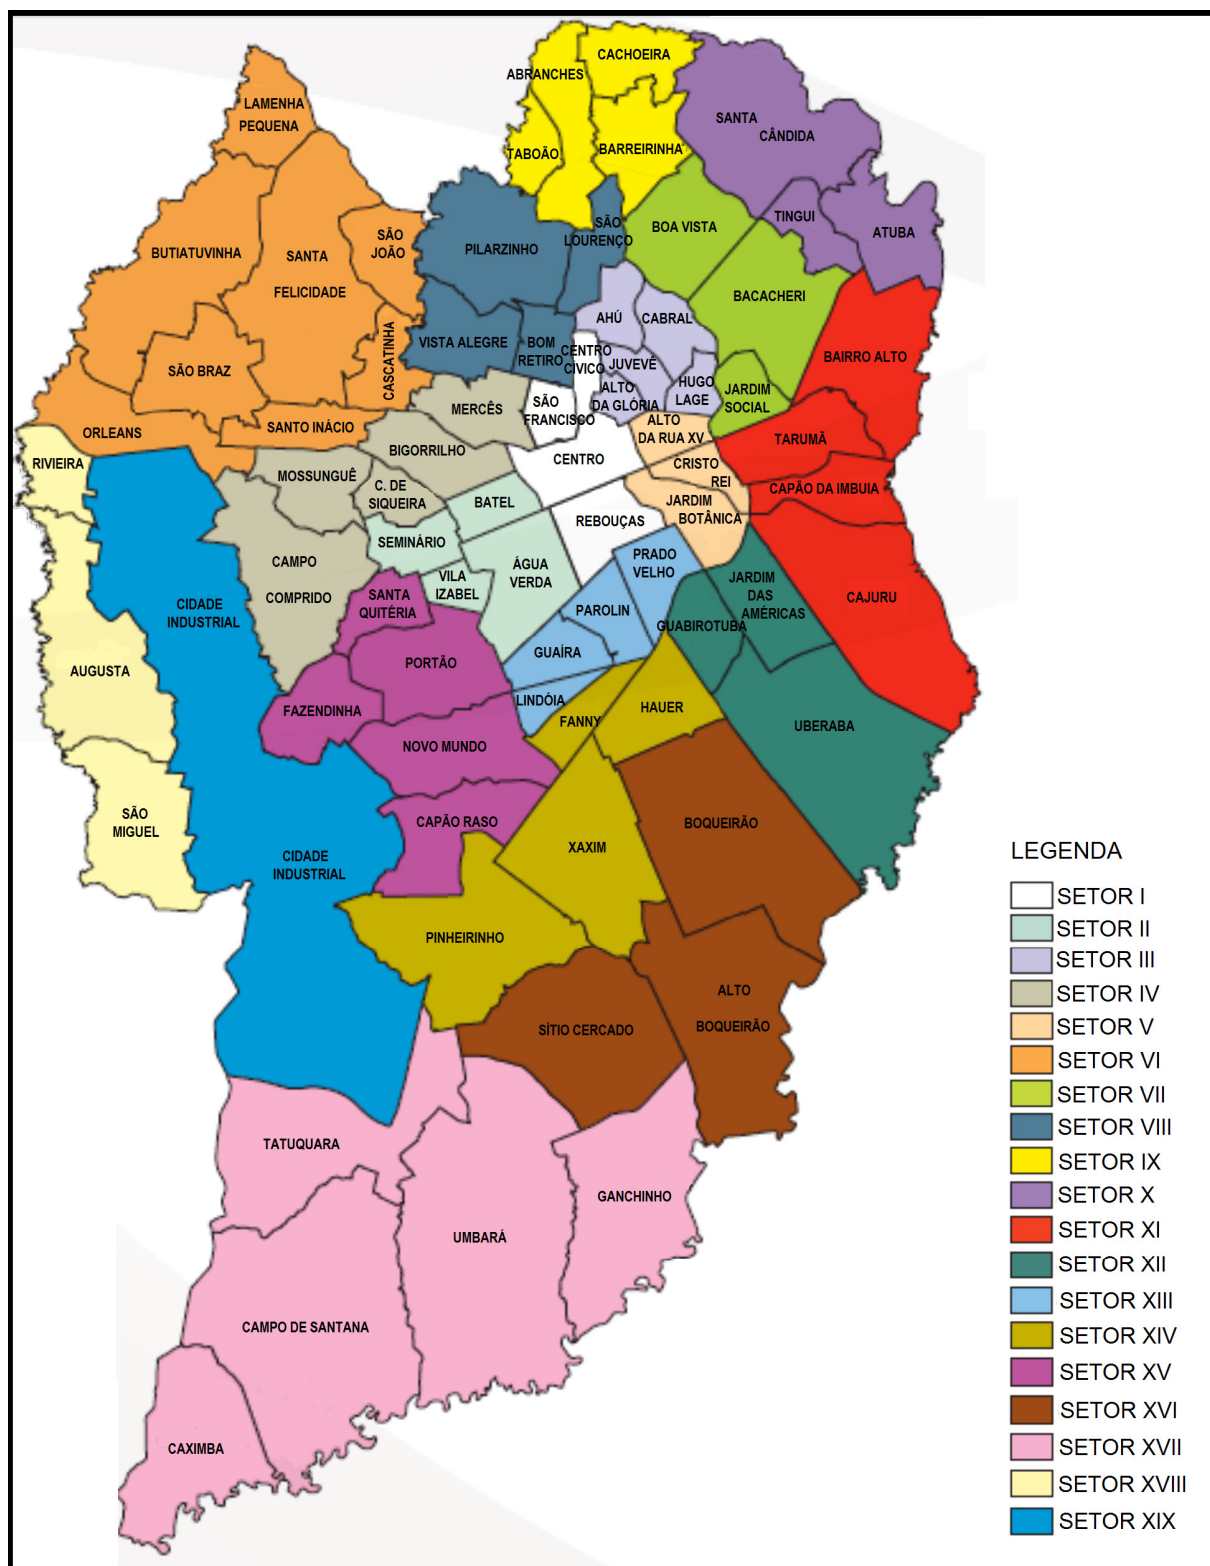 CACHOEIRA
ABRANCHES
LAMENHA
PEQUENA
SANTA
CÂNDIDA
TABOÃO
BARREIRINHA
TINGUI
ATUBA
SÃO
LOURENÇO
BOA VISTA
PILARZINHO
SÃO
JOÃO
BUTIATUVINHA
SANTA
FELICIDADE
BACACHERI
AHÚ
CABRAL
VISTA ALEGRE
BOM
RETIRO
CENTRO
CÍVICO
JUVEVÊ
BAIRRO ALTO
SÃO BRAZ
CASCATINHA
HUGO
LAGE
JARDIM
SOCIAL
ALTO
DA GLÓRIA
SÃO
FRANCISCO
MERCÊS
ORLEANS
SANTO INÁCIO
ALTO
DA RUA XV
TARUMÃ
BIGORRILHO
CENTRO
RIVIEIRA
MOSSUNGUÊ
CRISTO
REI
C. DE
SIQUEIRA
BATEL
CAPÃO DA IMBUIA
JARDIM
BOTÂNICA
REBOUÇAS
SEMINÁRIO
PRADO
VELHO
CAMPO
COMPRIDO
ÁGUA
VERDA
VILA
IZABEL
JARDIM
DAS
AMÉRICAS
SANTA
QUITÉRIA
CIDADE
INDUSTRIAL
CAJURU
PAROLIN
GUABIROTUBA
GUAÍRA
AUGUSTA
PORTÃO
LINDÓIA
FAZENDINHA
FANNY
HAUER
UBERABA
NOVO MUNDO
SÃO
MIGUEL
CAPÃO RASO
BOQUEIRÃO
XAXIM
CIDADE
INDUSTRIAL
PINHEIRINHO
ALTO
BOQUEIRÃO
SÍTIO CERCADO
TATUQUARA
GANCHINHO
UMBARÁ
CAMPO DE SANTANA
CAXIMBA
LEGENDA
SETOR I
SETOR II
SETOR III
SETOR IV
SETOR V
SETOR VI
SETOR VII
SETOR VIII
SETOR IX
SETOR X
SETOR XI
SETOR XII
SETOR XIII
SETOR XIV
SETOR XV
SETOR XVI
SETOR XVII
SETOR XVIII
SETOR XIX